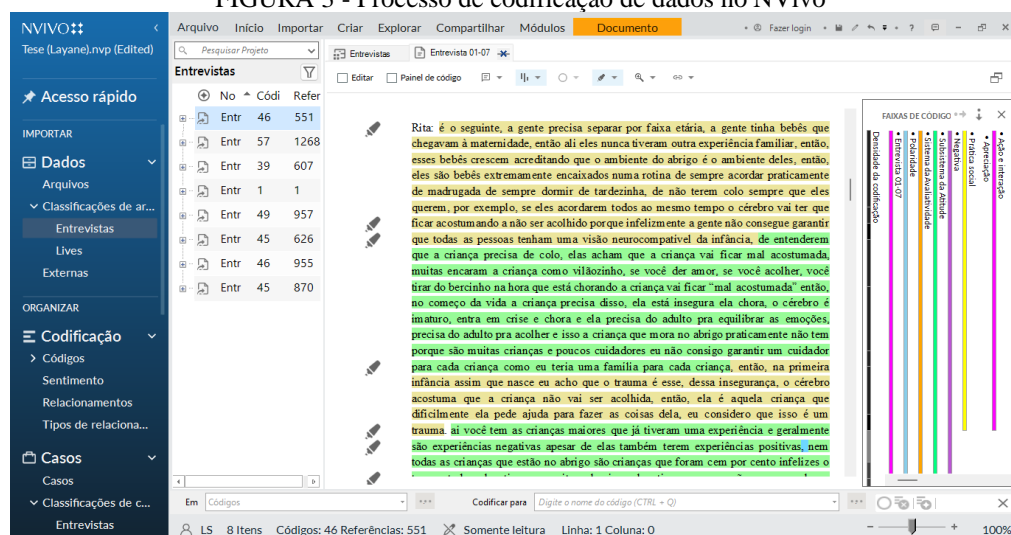 FIGURA 3 - Processo de codificação de dados no NVivo
NVIVO
Tese (Layane).nvp (Edited)
Acesso rápido
IMPORTAR
Dados
Arquivos
Classificações de ar...
Entrevistas
Lives
Externas
ORGANIZAR
Codificação
Códigos
Sentimento
Relacionamentos
Tipos de relaciona...
Casos
Casos
Classificações de c...
Entrevistas
Arquivo Início Importar Criar Explorar Compartilhar Módulos Documento Fazer login ?
Pesquisar Projeto
Entrevistas
No Códi Refer
Entr 46 551
Entr 57 1268
Entr 39 607
Entr 1 1
Entr 49 957
Entr 45 626
Entr 46 955
Entr 45 870
Entrevistas Entrevista 01-07
Editar Painel de código
Rita: é o seguinte, a gente precisa separar por faixa etária, a gente tinha bebês que
chegavam à maternidade, então ali eles nunca tiveram outra experiência familiar, então,
esses bebês crescem acreditando que o ambiente do abrigo é o ambiente deles, então,
eles são bebês extremamente encaixados numa rotina de sempre acordar praticamente
de madrugada de sempre dormir de tardezinha, de não terem colo sempre que eles
querem, por exemplo, se eles acordarem todos ao mesmo tempo o cérebro vai ter que
ficar acostumando a não ser acolhido porque infelizmente a gente não consegue garantir
que todas as pessoas tenham uma visão neurocompatível da infância, de entenderem
que a criança precisa de colo, elas acham que a criança vai ficar mal acostumada,
muitas encaram a criança como vilãozinho, se você der amor, se você acolher, você
tirar do bercinho na hora que está chorando a criança vai ficar “mal acostumada” então,
no começo da vida a criança precisa disso, ela está insegura ela chora, o cérebro é
imaturo, entra em crise e chora e ela precisa do adulto pra equilibrar as emoções,
precisa do adulto pra acolher e isso a criança que mora no abrigo praticamente não tem
porque são muitas crianças e poucos cuidadores eu não consigo garantir um cuidador
para cada criança como eu teria uma família para cada criança, então, na primeira
infância assim que nasce eu acho que o trauma é esse, dessa insegurança, o cérebro
acostuma que a criança não vai ser acolhida, então, ela é aquela criança que
dificilmente ela pede ajuda para fazer as coisas dela, eu considero que isso é um
trauma. aí você tem as crianças maiores que já tiveram uma experiência e geralmente
são experiências negativas apesar de elas também terem experiências positivas, nem
todas as crianças que estão no abrigo são crianças que foram cem por cento infelizes o
FAIXAS DE CÓDIGO
Ação e interação
Apreciação
Prática social
Negativa
Subsistema da Atitude
Sistema da Avaliatividade
Polaridade
Entrevista 01-07
Densidade da codificação
Em Códigos Codificar para Digite o nome do código (CTRL + Q)
LS 8 Itens Códigos: 46 Referências: 551 Somente leitura Linha: 1 Coluna: 0 100%